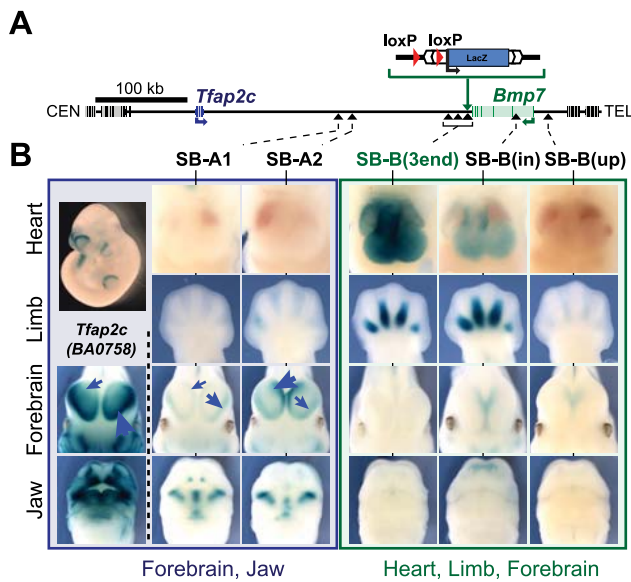 A
loxP loxP
LacZ
100 kb
Tfap2c
Bmp7
CEN
TEL
B
SB-A1 SB-A2 SB-B(3end) SB-B(in) SB-B(up)
Heart
Tfap2c
(BA0758)
Limb
Forebrain
Jaw
Forebrain, Jaw
Heart, Limb, Forebrain